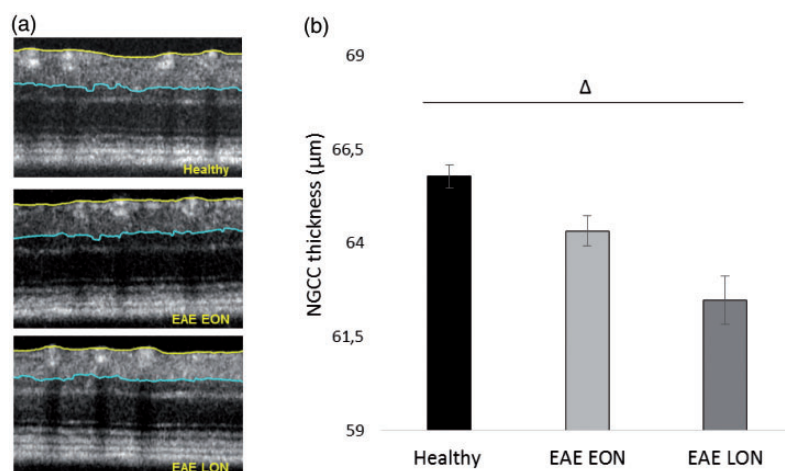 (a)
Healthy
EAE EON
EAE LON
(b)
69
66,5
64
61,5
59
NGCC thickness (µm)
Δ
Healthy EAE EON EAE LON